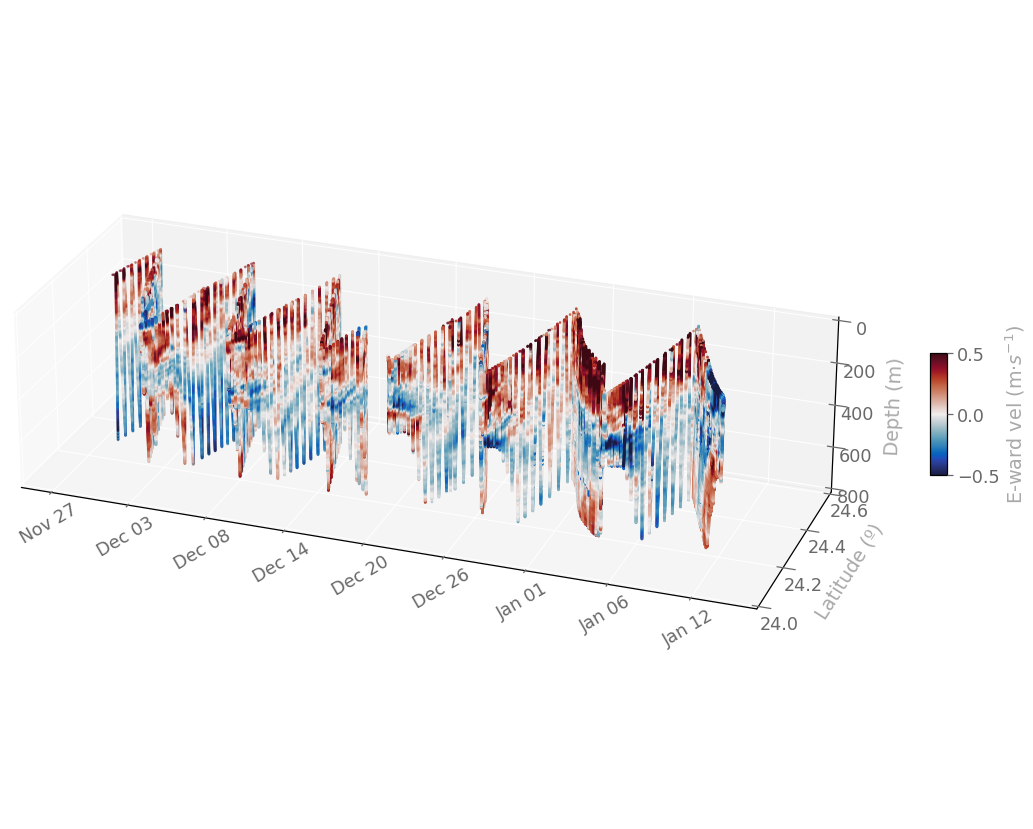 0
200
400
600
800
Depth (m)
24.6
24.4
24.2
24.0
Latitude (º)
Nov 27
Dec 03
Dec 08
Dec 14
Dec 20
Dec 26
Jan 01
Jan 06
Jan 12
0.5
0.0
−0.5
E-ward vel (m·s⁻¹)